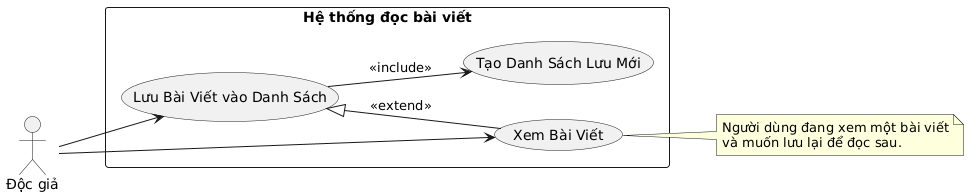 Hệ thống đọc bài viết
Tạo Danh Sách Lưu Mới
«include»
Lưu Bài Viết vào Danh Sách
«extend»
Xem Bài Viết
Người dùng đang xem một bài viết
và muốn lưu lại để đọc sau.
Độc giả